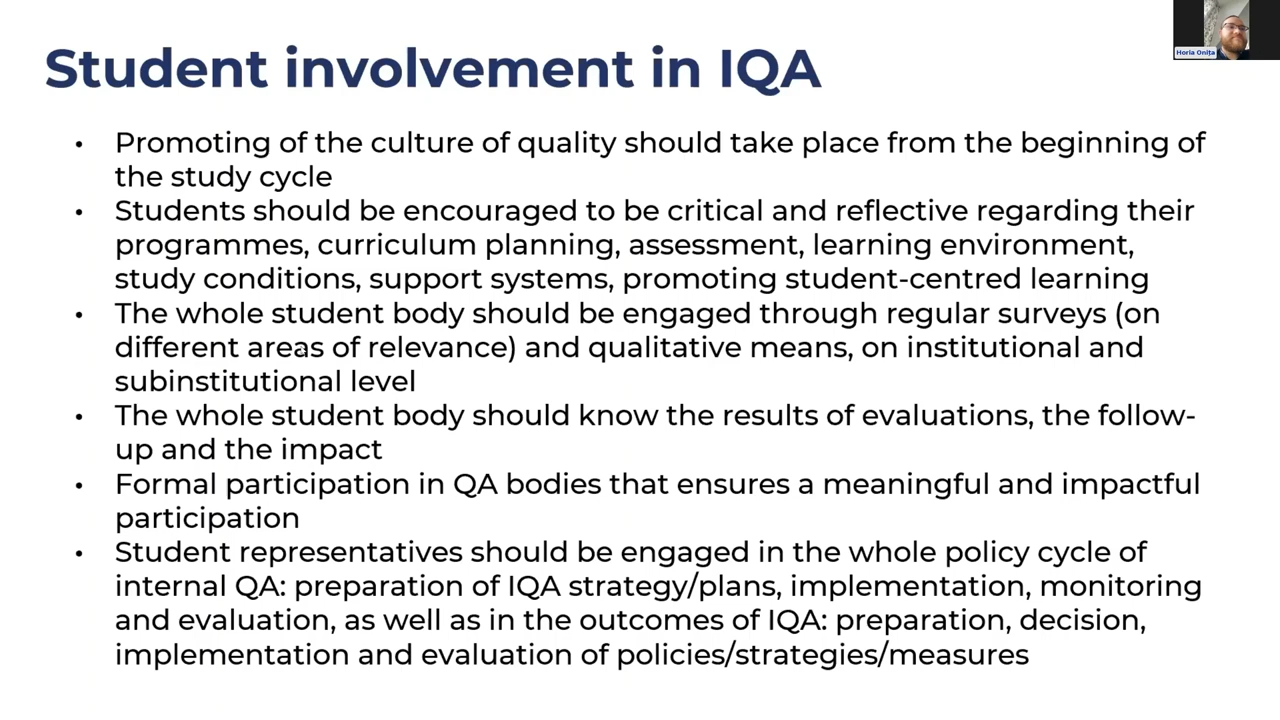 Student involvement in IQA
Horia Onița
• Promoting of the culture of quality should take place from the beginning of
the study cycle
• Students should be encouraged to be critical and reflective regarding their
programmes, curriculum planning, assessment, learning environment,
study conditions, support systems, promoting student-centred learning
• The whole student body should be engaged through regular surveys (on
different areas of relevance) and qualitative means, on institutional and
subinstitutional level
• The whole student body should know the results of evaluations, the follow-
up and the impact
• Formal participation in QA bodies that ensures a meaningful and impactful
participation
• Student representatives should be engaged in the whole policy cycle of
internal QA: preparation of IQA strategy/plans, implementation, monitoring
and evaluation, as well as in the outcomes of IQA: preparation, decision,
implementation and evaluation of policies/strategies/measures